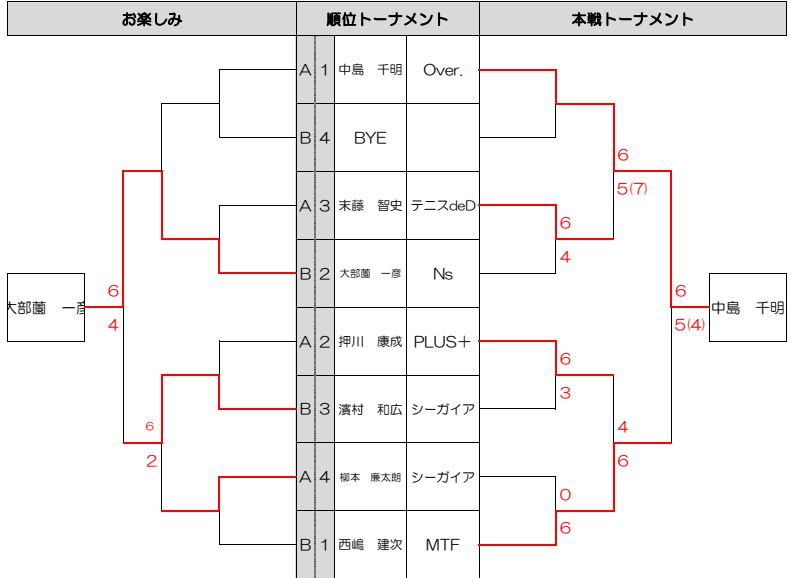 お楽しみ 順位トーナメント 本戦トーナメント
A 1 中島 千明 Over.
B 4 BYE
6
5(7)
A 3 末藤 智史 テニスdeD
6
4
B 2 大部薗 一彦 Ns
大部薗 一彦
6
4
6
5(4)
中島 千明
A 2 押川 康成 PLUS+
6
3
B 3 濱村 和広 シーガイア
6
2
4
6
A 4 柳本 廉太朗 シーガイア
0
6
B 1 西嶋 建次 MTF